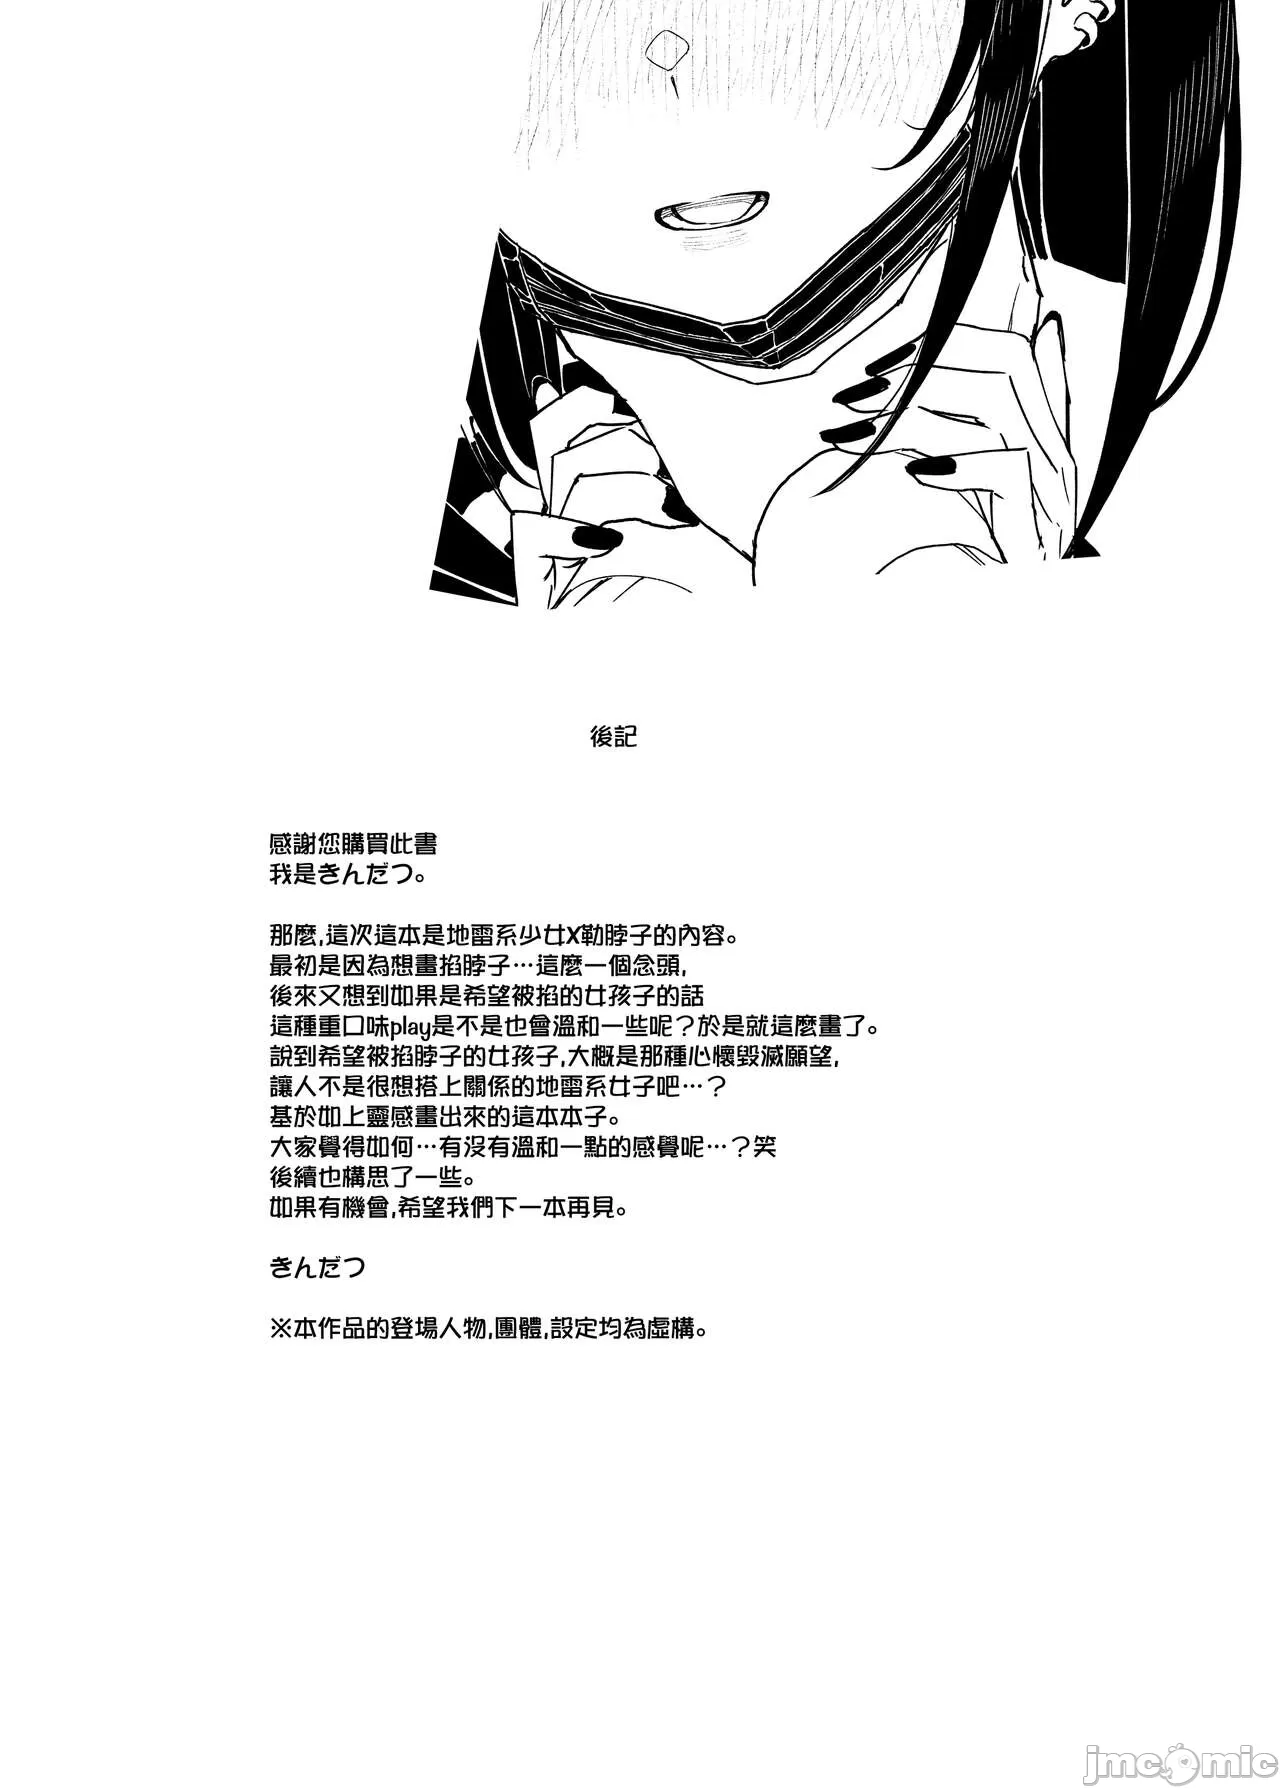 後記
感謝您購買此書
我是きんだつ。
那麼,這次這本是地雷系少女X勒脖子的內容。
最初是因為想畫掐脖子…這麼一個念頭,
後來又想到如果是希望被掐的女孩子的話
這種重口味play是不是也會溫和一些呢？於是就這麼畫了。
說到希望被掐脖子的女孩子,大概是那種心懷毀滅願望,
讓人不是很想搭上關係的地雷系女子吧…？
基於如上靈感畫出來的這本本子。
大家覺得如何…有沒有溫和一點的感覺呢…？笑
後續也構思了一些。
如果有機會,希望我們下一本再見。
きんだつ
※本作品的登場人物,團體,設定均為虛構。
jmcomic